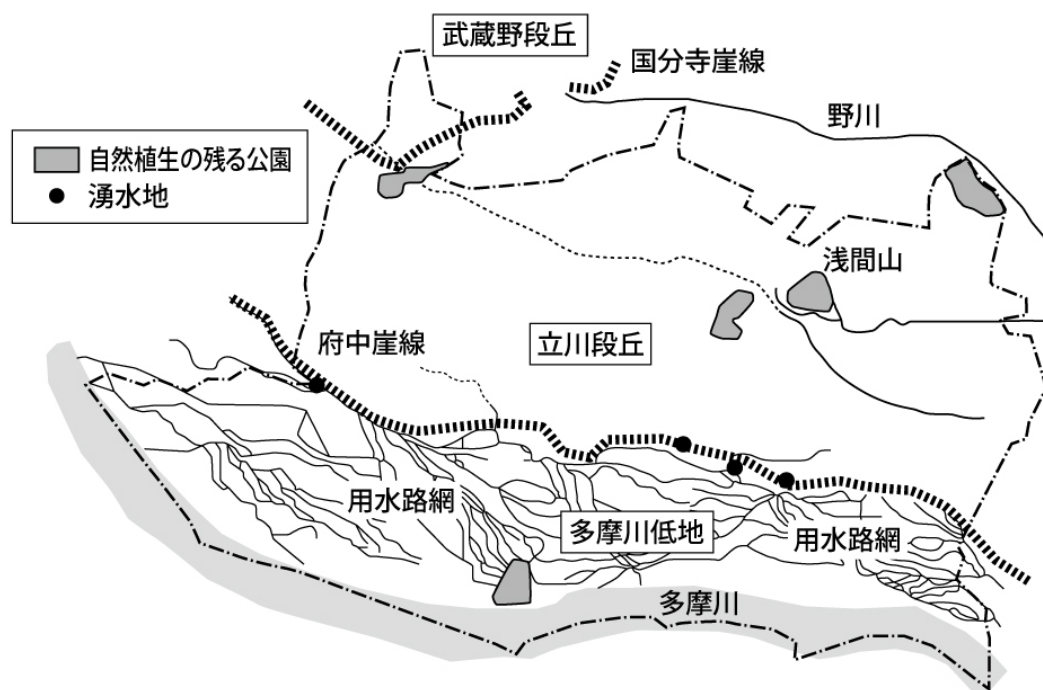 武蔵野段丘
国分寺崖線
野川
自然植生の残る公園
湧水地
浅間山
府中崖線
立川段丘
用水路網
多摩川低地
用水路網
多摩川